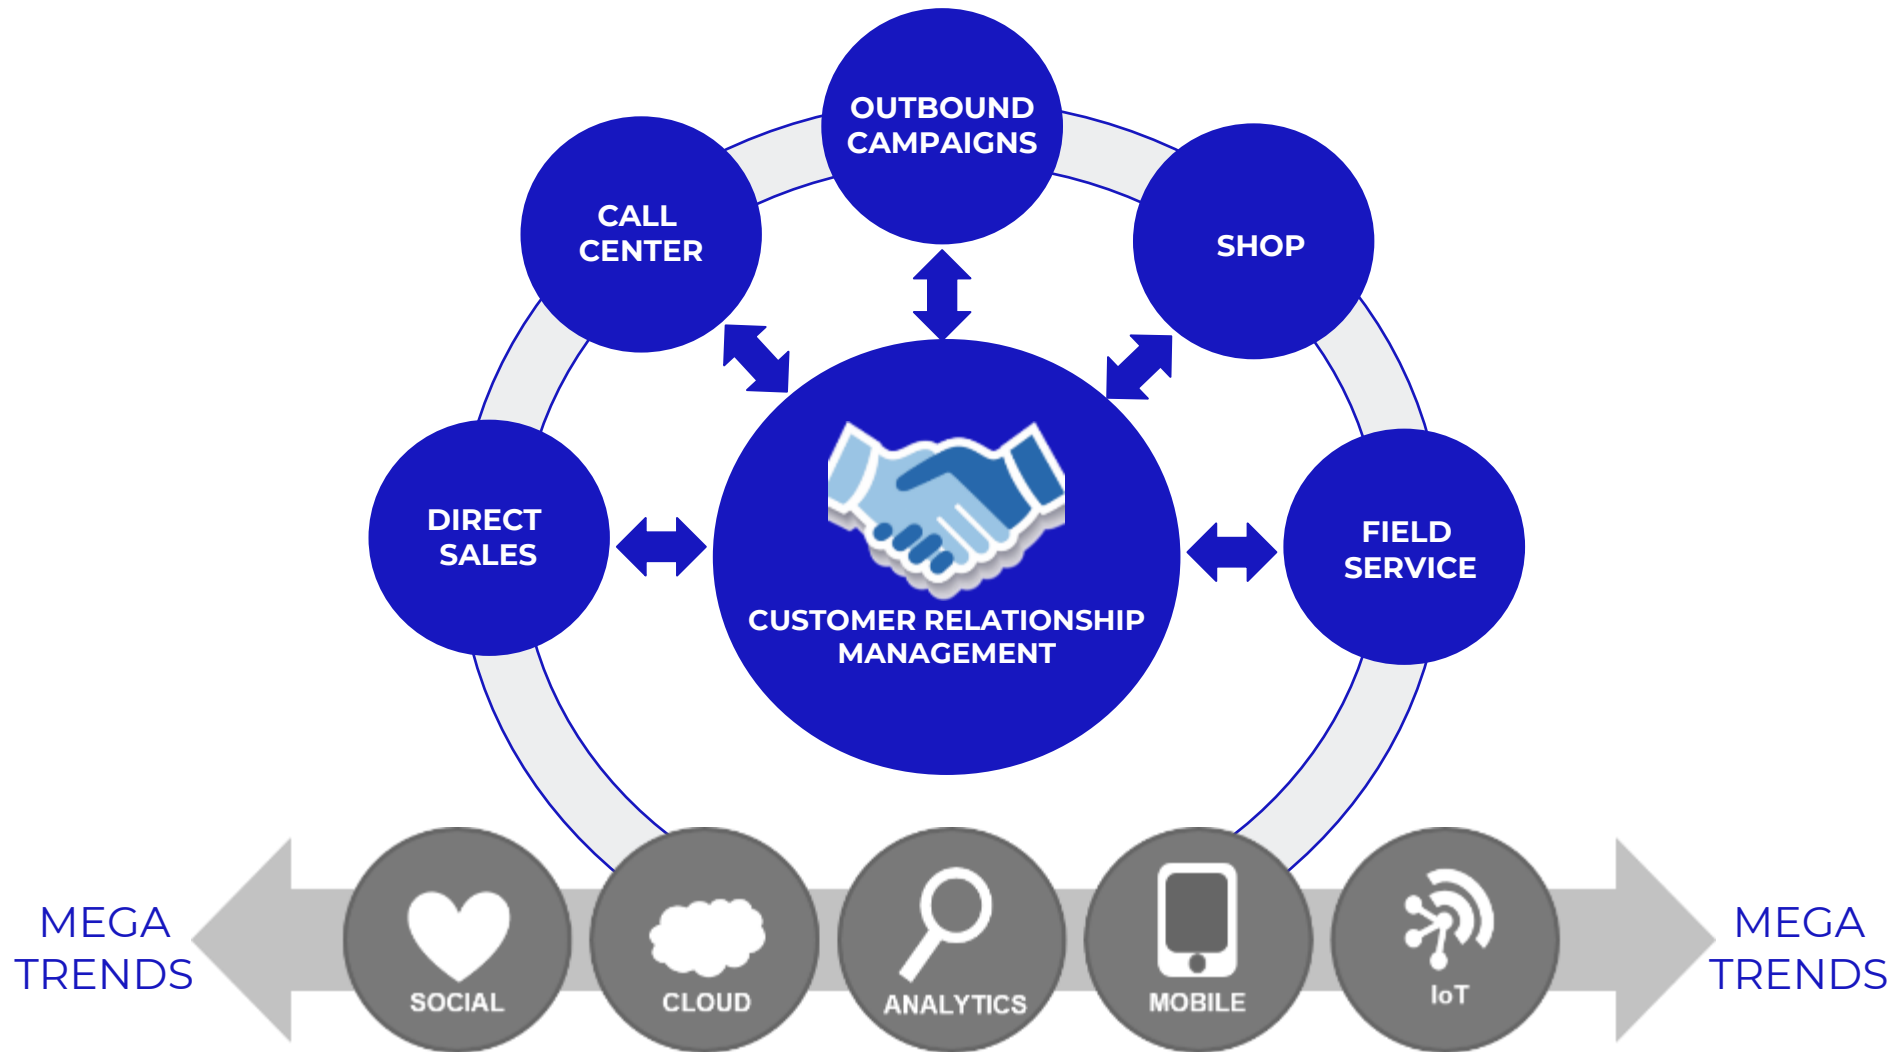 OUTBOUND
CAMPAIGNS
CALL
CENTER
SHOP
DIRECT
SALES
FIELD
SERVICE
CUSTOMER RELATIONSHIP
MANAGEMENT
MEGA
TRENDS
SOCIAL
CLOUD
ANALYTICS
MOBILE
IoT
MEGA
TRENDS